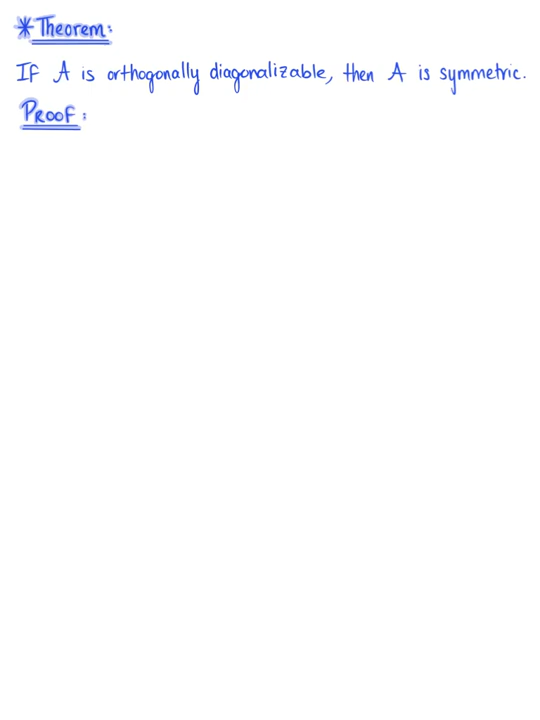 * Theorem:
If A is orthogonally diagonalizable, then A is symmetric.
Proof: